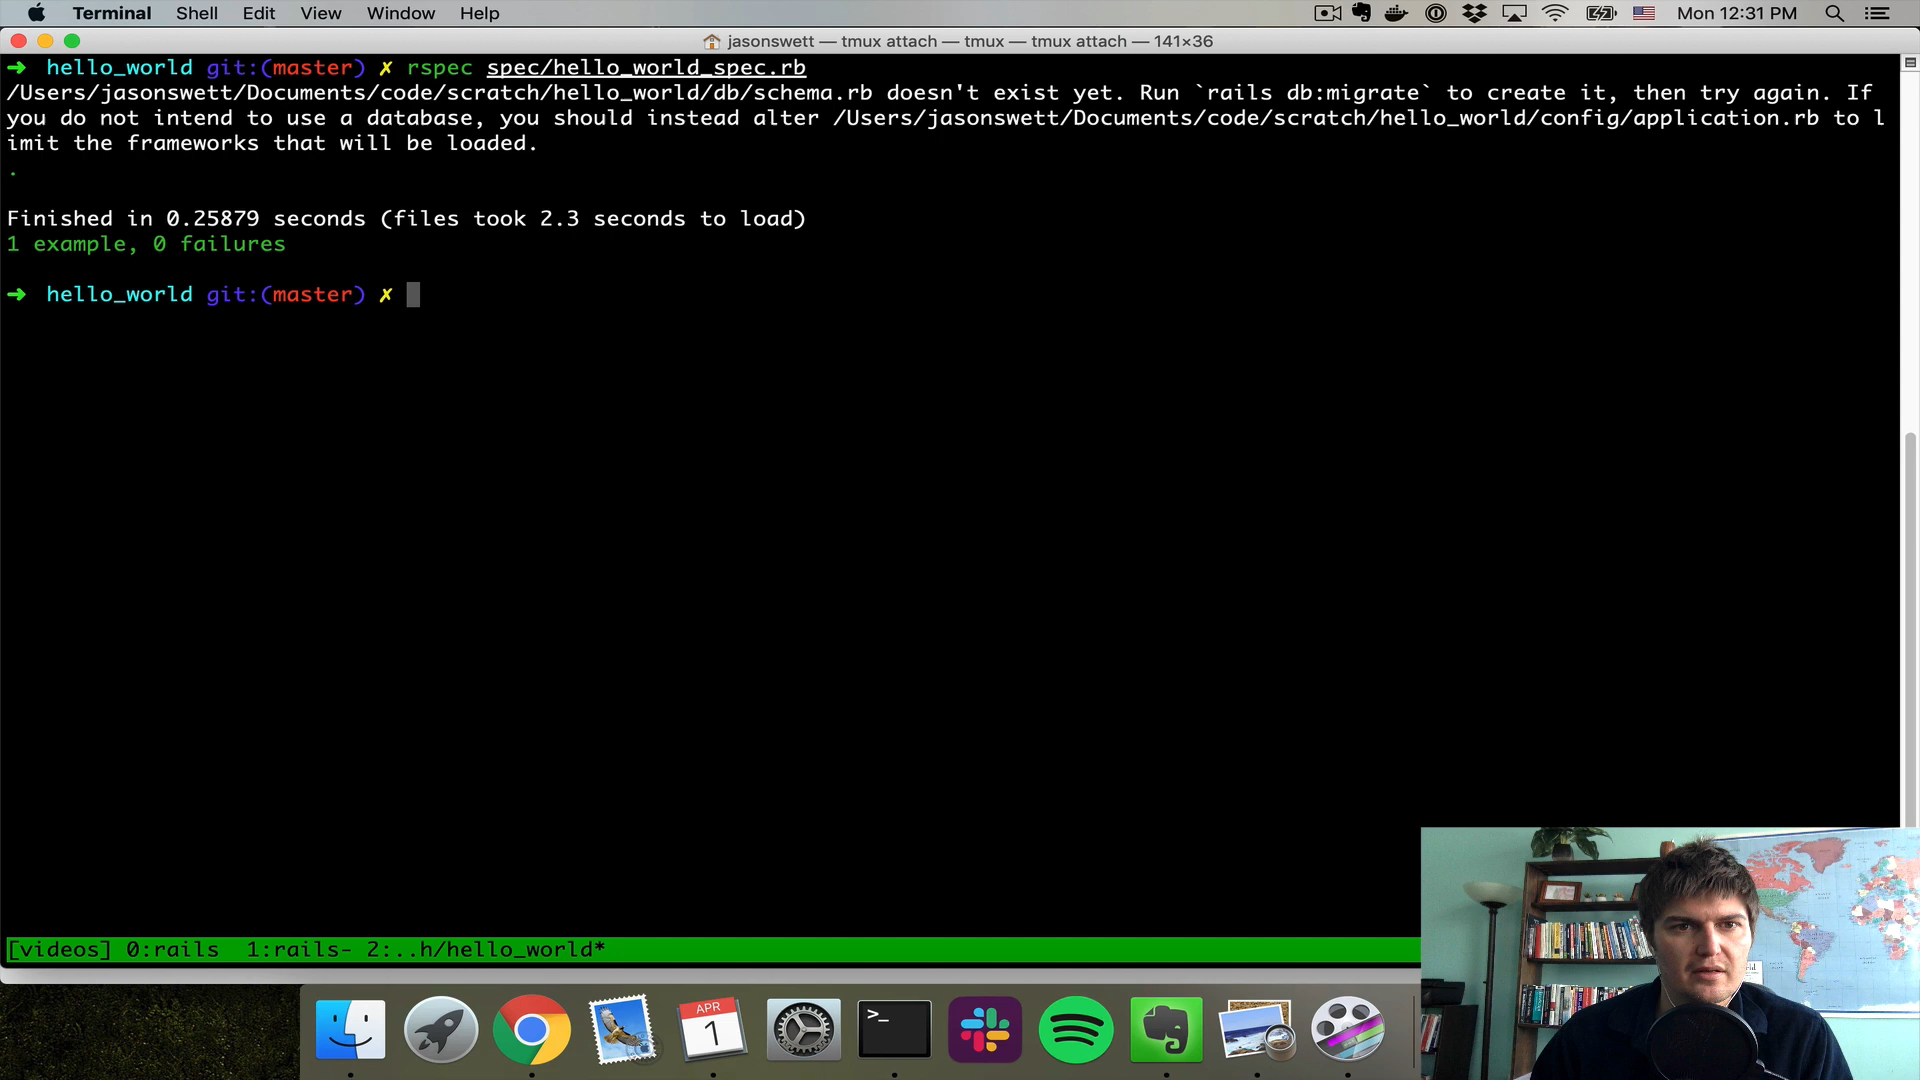 Terminal Shell Edit View Window Help Mon 12:31 PM
jasonswett — tmux attach — tmux — tmux attach — 141×36
➜ hello_world git:(master) ✗ rspec spec/hello_world_spec.rb
/Users/jasonswett/Documents/code/scratch/hello_world/db/schema.rb doesn't exist yet. Run `rails db:migrate` to create it, then try again. If
you do not intend to use a database, you should instead alter /Users/jasonswett/Documents/code/scratch/hello_world/config/application.rb to l
imit the frameworks that will be loaded.
.
Finished in 0.25879 seconds (files took 2.3 seconds to load)
1 example, 0 failures
➜ hello_world git:(master) ✗
[videos] 0:rails 1:rails- 2:..h/hello_world*
APR
1
>_